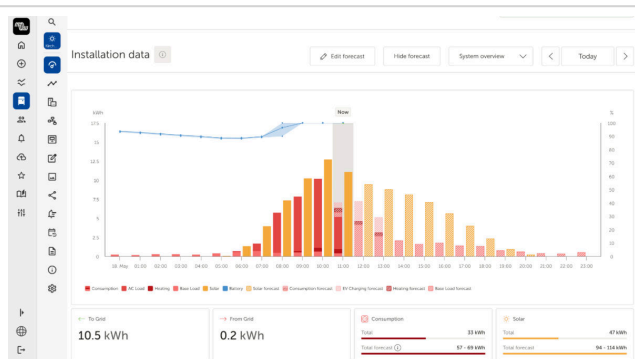 Installation data
Edit forecast
Hide forecast
System overview
Today
kWh
Now
%
17.5
15
12.5
10
7.5
5
2.5
0
100
90
80
70
60
50
40
30
20
10
0
16. May 01:00 02:00 03:00 04:00 05:00 06:00 07:00 08:00 09:00 10:00 11:00 12:00 13:00 14:00 15:00 16:00 17:00 18:00 19:00 20:00 21:00 22:00 23:00
Consumption AC Load Heating Base Load Solar Battery Solar forecast Consumption forecast EV Charging forecast Heating forecast Base Load forecast
To Grid
10.5 kWh
From Grid
0.2 kWh
Consumption
Total 33 kWh
Total forecast 57 - 69 kWh
Solar
Total 47 kWh
Total forecast 94 - 114 kWh